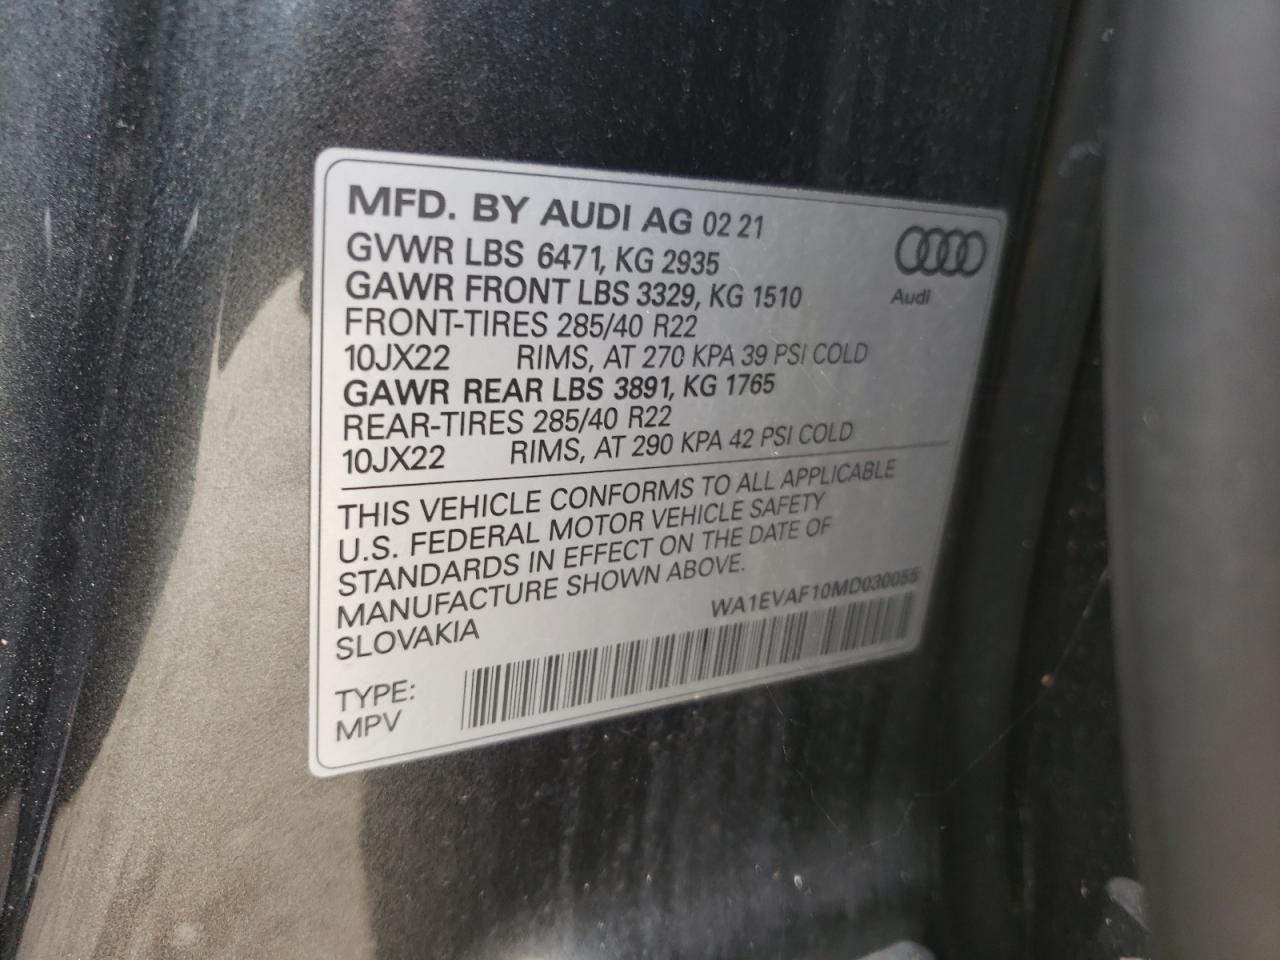 MFD. BY AUDI AG 02 21
GVWR LBS 6471, KG 2935
GAWR FRONT LBS 3329, KG 1510
FRONT-TIRES 285/40 R22
10JX22 RIMS, AT 270 KPA 39 PSI COLD
GAWR REAR LBS 3891, KG 1765
REAR-TIRES 285/40 R22
10JX22 RIMS, AT 290 KPA 42 PSI COLD
Audi
THIS VEHICLE CONFORMS TO ALL APPLICABLE
U.S. FEDERAL MOTOR VEHICLE SAFETY
STANDARDS IN EFFECT ON THE DATE OF
MANUFACTURE SHOWN ABOVE.
SLOVAKIA
WA1EVAF10MD030055
TYPE:
MPV